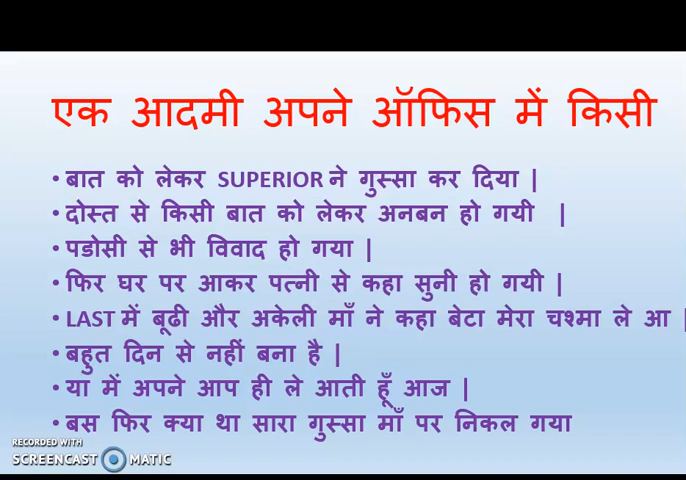 एक आदमी अपने ऑफिस में किसी
• बात को लेकर SUPERIOR ने गुस्सा कर दिया |
• दोस्त से किसी बात को लेकर अनबन हो गयी |
• पडोसी से भी विवाद हो गया |
• फिर घर पर आकर पत्नी से कहा सुनी हो गयी |
• LAST में बूढी और अकेली माँ ने कहा बेटा मेरा चश्मा ले आ |
• बहुत दिन से नहीं बना है |
• या में अपने आप ही ले आती हूँ आज |
• बस फिर क्या था सारा गुस्सा माँ पर निकल गया
RECORDED WITH
SCREENCAST MATIC